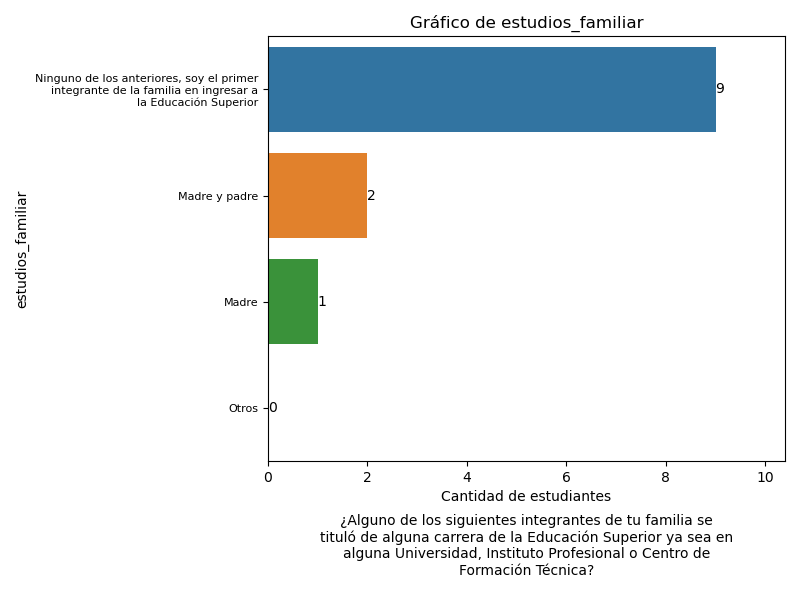 Gráfico de estudios_familiar
Ninguno de los anteriores, soy el primer
integrante de la familia en ingresar a
la Educación Superior
9
Madre y padre
2
estudios_familiar
Madre
1
Otros
0
0 2 4 6 8 10
Cantidad de estudiantes
¿Alguno de los siguientes integrantes de tu familia se
tituló de alguna carrera de la Educación Superior ya sea en
alguna Universidad, Instituto Profesional o Centro de
Formación Técnica?